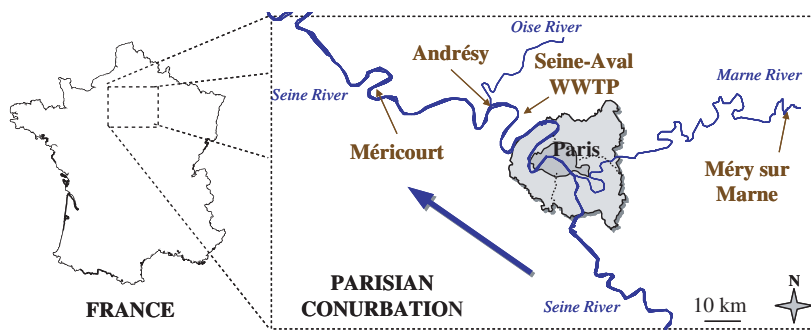 Oise River
Andrésy
Seine-Aval
WWTP
Marne River
Seine River
Paris
Méricourt
Méry sur
Marne
PARISIAN
CONURBATION
FRANCE
Seine River
10 km
N